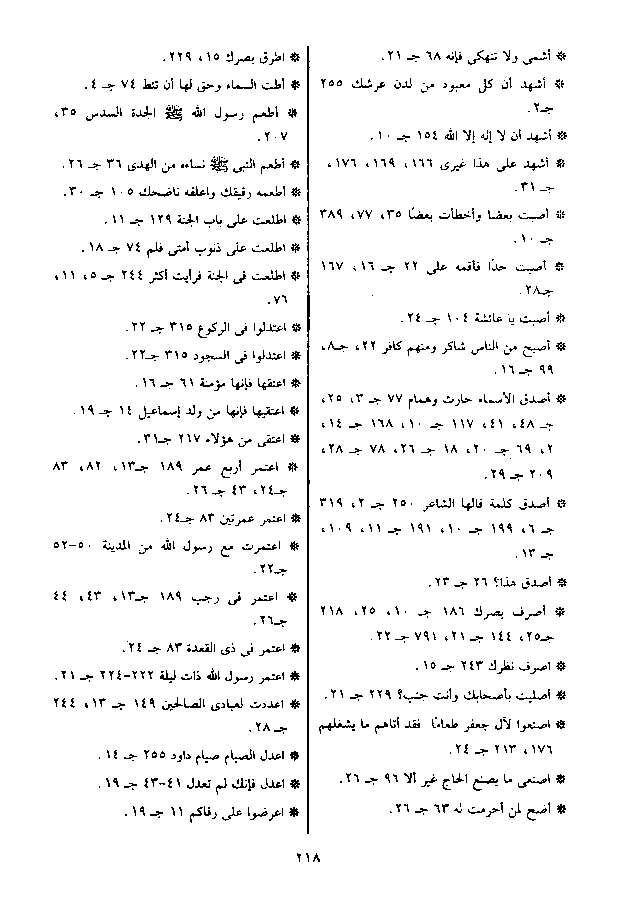 * أشمى ولا تنهكى فإنه ٦٨ جـ ٢١.
* أشهد أن كل معبود من لدن عرشك ٢٥٥
جـ٢.
* أشهد أن لا إله إلا الله ١٥٤ جـ ١٠.
* أشهد على هذا غيرى ١٦٦، ١٦٩، ١٧٦،
جـ ٣١.
* أصبت بعضا وأخطأت بعضًا ٣٥، ٧٧، ٣٨٩
جـ ١٠.
* أصبت حدًا فأقمه على ٢٢ جـ ١٦، ١٦٧
جـ٢٨.
* أصبت يا عائشة ١٠٤ جـ ٢٤.
* أصبح من الناس شاكر ومنهم كافر ٢٢، جـ٨،
٩٩ جـ ١٦.
* أصدق الأسماء حارث وهمام ٧٧ جـ ٣، ٢٥،
جـ ٤٨، ٤١، ١١٧ جـ ١٠، ١٦٨ جـ ١٤،
٢، ٦٩ جـ ٢٠، ١٨ جـ ٢٦، ٧٨ جـ ٢٨،
٢٠٩ جـ ٢٩.
* أصدق كلمة قالها الشاعر ٢٥٠ جـ ٢، ٣١٩
جـ ٦، ١٩٩ جـ ١٠، ١٩١ جـ ١١، ١٠٩،
جـ ١٣.
* أصدق هذا؟ ٢٦ جـ ٢٣.
* أصرف بصرك ١٨٦ جـ ١٠، ٢٥، ٢١٨
جـ٢٥، ١٤٤ جـ ٢١، ٧٩١ جـ ٢٢.
* اصرف نظرك ٢٤٣ جـ ١٥.
* أصليت بأصحابك وأنت جنب؟ ٢٢٩ جـ ٢١.
* اصنعوا لآل جعفر طعامًا فقد أتاهم ما يشغلهم
١٧٦، ٢١٣ جـ ٢٤.
* اصنعى ما يصنع الحاج غير ألا ٩٦ جـ ٢٦.
* أضح لمن أحرمت له ٦٣ جـ ٢٦.
* اطرق بصرك ١٥، ٢٢٩.
* أطت السماء وحق لها أن تئط ٧٤ جـ ٤.
* أطعم رسول الله ﷺ الجدة السدس ٣٥،
٢٠٧.
* أطعم النبى ﷺ نساءه من الهدى ٣٦ جـ ٢٦.
* أطعمه رقيقك واعلفه ناضحك ١٠٥ جـ ٣٠.
* اطلعت على باب الجنة ١٢٩ جـ ١١.
* اطلعت على ذنوب أمتى فلم ٧٤ جـ ١٨.
* اطلعت فى الجنة فرأيت أكثر ٢٤٤ جـ ٥، ١١،
٧٦.
* اعتدلوا فى الركوع ٣١٥ جـ ٢٢.
* اعتدلوا فى السجود ٣١٥ جـ٢٢.
* اعتقها فإنها مؤمنة ٦١ جـ ١٦.
* اعتقيها فإنها من ولد إسماعيل ١٤ جـ ١٩.
* اعتقى من هؤلاء ٢٦٧ جـ٣١.
* اعتمر أربع عمر ١٨٩ جـ١٣، ٨٢، ٨٣
جـ٢٤، ٤٣ جـ ٢٦.
* اعتمر عمرتين ٨٣ جـ٢٤.
* اعتمرت مع رسول الله من المدينة ٥٠-٥٢
جـ٢٢.
* اعتمر فى رجب ١٨٩ جـ١٣، ٤٣، ٤٤
جـ٢٦.
* اعتمر فى ذى القعدة ٨٣ جـ ٢٤.
* اعتمر رسول الله ذات ليلة ٢٢٢-٢٢٤ جـ ٢١.
* اعددت لعبادى الصالحين ١٤٩ جـ ١٣، ٢٤٤
جـ ٢٨.
* اعدل الصيام صيام داود ٢٥٥ جـ ١٤.
* اعدل فإنك لم تعدل ٤١-٤٣ جـ ١٩.
* اعرضوا على رقاكم ١١ جـ ١٩.
٢١٨